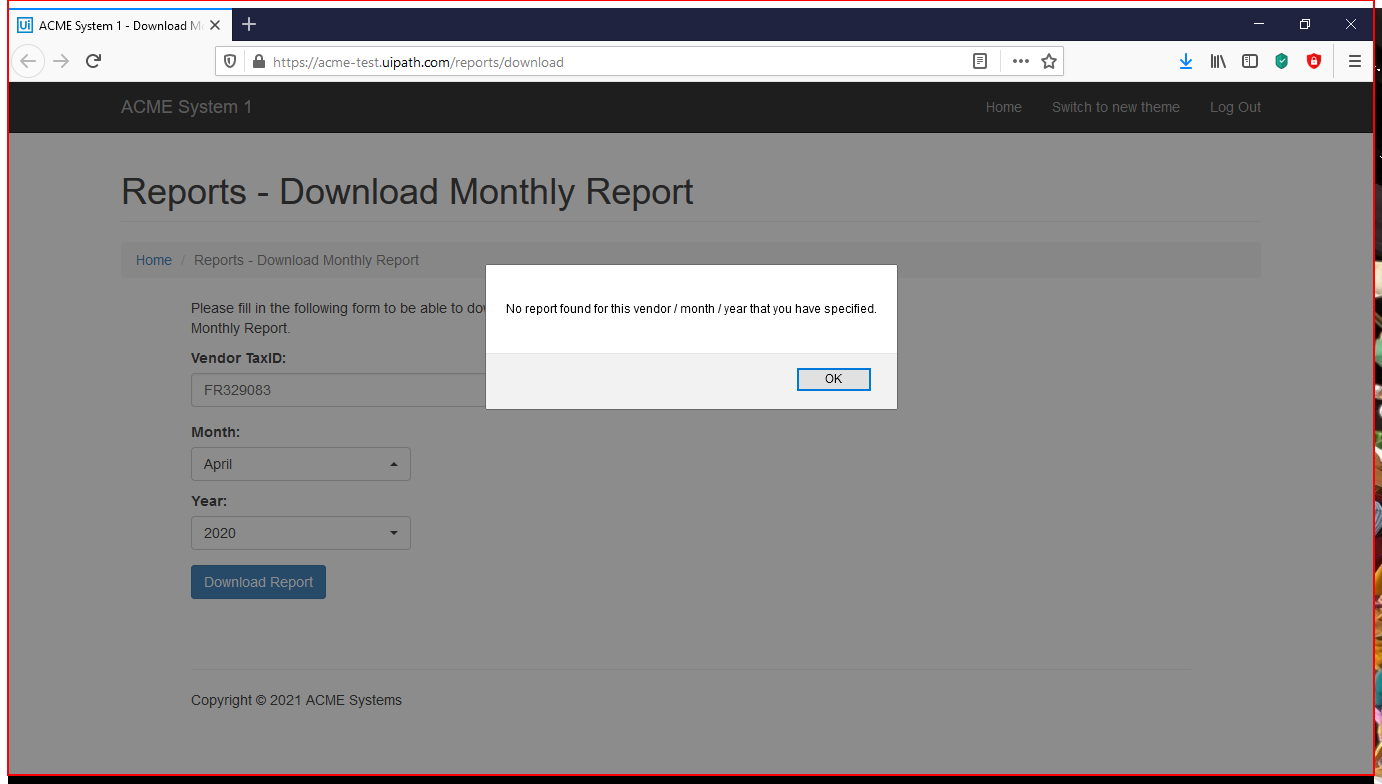 Ui ACME System 1 - Download M
https://acme-test.uipath.com/reports/download
ACME System 1
Home
Switch to new theme
Log Out
Reports - Download Monthly Report
Home / Reports - Download Monthly Report
Please fill in the following form to be able to do
Monthly Report.
No report found for this vendor / month / year that you have specified.
OK
Vendor TaxID:
FR329083
Month:
April
Year:
2020
Download Report
Copyright © 2021 ACME Systems